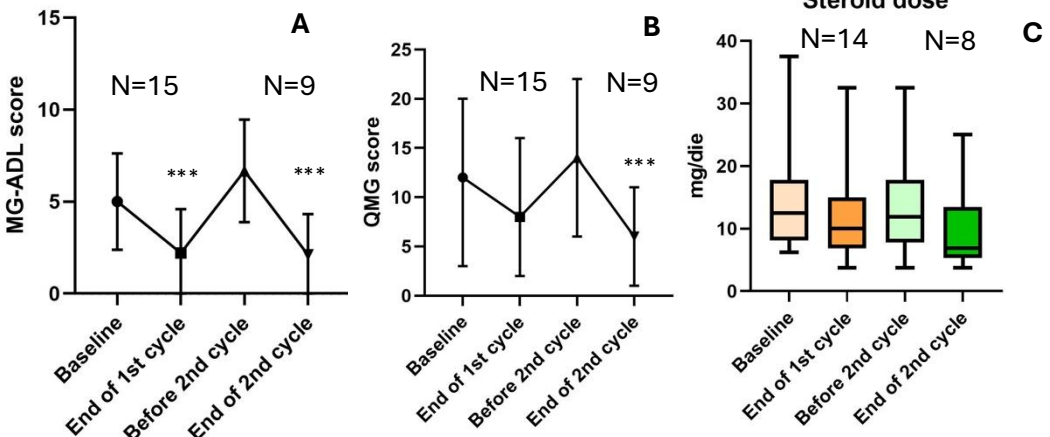 A
MG-ADL score
15
10
5
0
N=15
N=9
***
***
Baseline
End of 1st cycle
Before 2nd cycle
End of 2nd cycle
B
QMG score
25
20
15
10
5
0
N=15
N=9
***
Baseline
End of 1st cycle
Before 2nd cycle
End of 2nd cycle
Steroid dose
C
mg/die
40
30
20
10
0
N=14
N=8
Baseline
End of 1st cycle
Before 2nd cycle
End of 2nd cycle